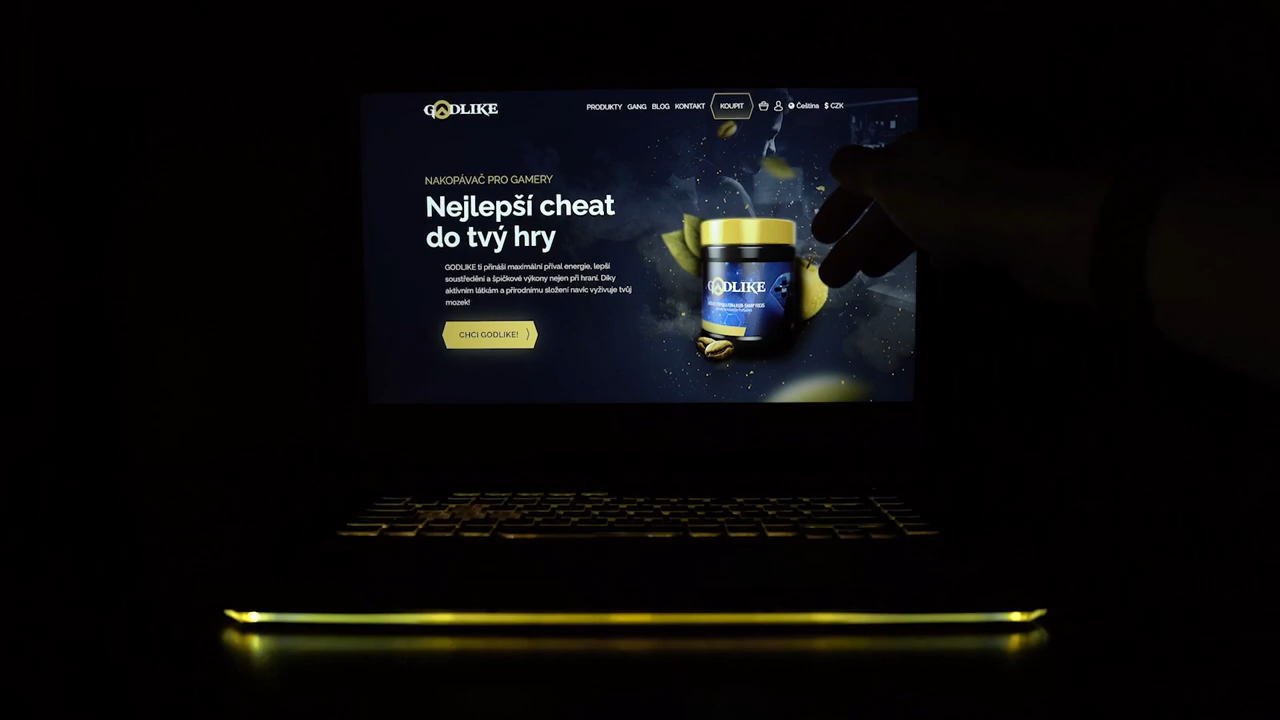 GODLIKE
PRODUKTY GANG BLOG KONTAKT KOUPIT Čeština $ CZK
NAKOPÁVAČ PRO GAMERY
Nejlepší cheat
do tvý hry
GODLIKE ti přináší maximální příval energie, lepší
soustředění a špičkové výkony nejen při hraní. Díky
aktivním látkám a přírodnímu složení navíc vyživuje tvůj
mozek!
CHCI GODLIKE!
GODLIKE